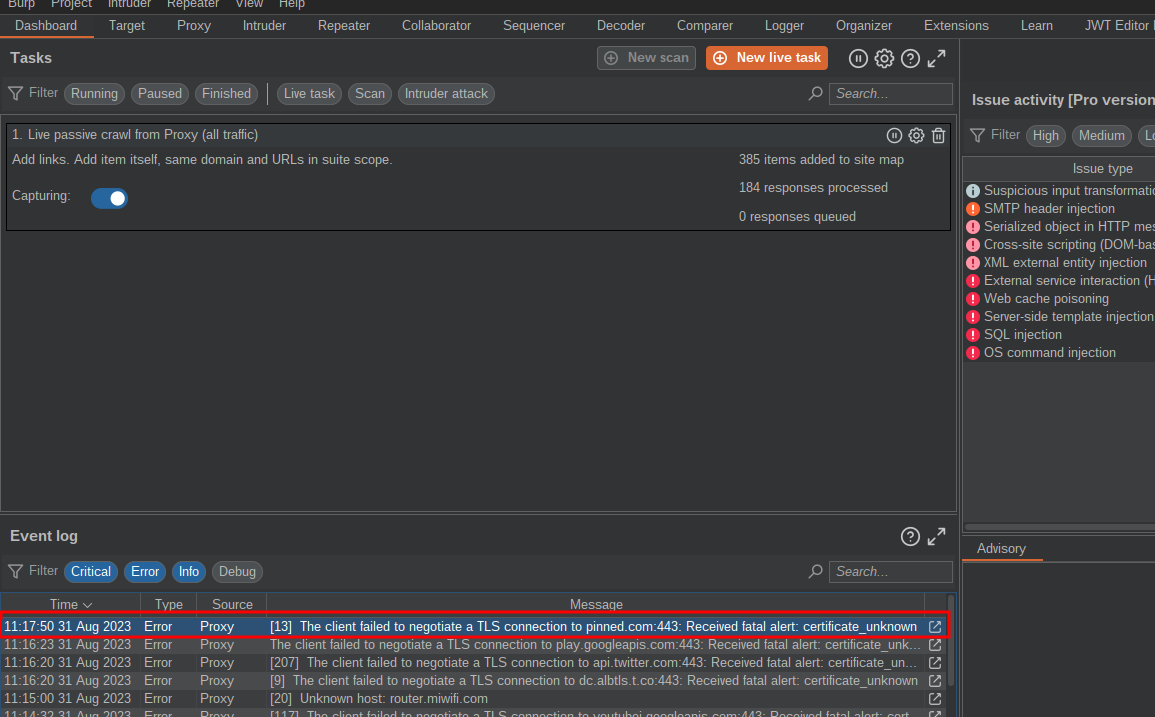 Burp Project Intruder Repeater View Help
Dashboard Target Proxy Intruder Repeater Collaborator Sequencer Decoder Comparer Logger Organizer Extensions Learn JWT Editor
Tasks
New scan New live task
Filter Running Paused Finished Live task Scan Intruder attack Search...
1. Live passive crawl from Proxy (all traffic)
Add links. Add item itself, same domain and URLs in suite scope.
385 items added to site map
Capturing:
184 responses processed
0 responses queued
Issue activity [Pro version
Filter High Medium Lo
Issue type
Suspicious input transformatio
SMTP header injection
Serialized object in HTTP mes
Cross-site scripting (DOM-bas
XML external entity injection
External service interaction (H
Web cache poisoning
Server-side template injection
SQL injection
OS command injection
Advisory
Event log
Filter Critical Error Info Debug Search...
Time Type Source Message
11:17:50 31 Aug 2023 Error Proxy [13] The client failed to negotiate a TLS connection to pinned.com:443: Received fatal alert: certificate_unknown
11:16:23 31 Aug 2023 Error Proxy The client failed to negotiate a TLS connection to play.googleapis.com:443: Received fatal alert: certificate_unk...
11:16:20 31 Aug 2023 Error Proxy [207] The client failed to negotiate a TLS connection to api.twitter.com:443: Received fatal alert: certificate_un...
11:16:20 31 Aug 2023 Error Proxy [9] The client failed to negotiate a TLS connection to dc.albtls.t.co:443: Received fatal alert: certificate_unknown
11:15:00 31 Aug 2023 Error Proxy [20] Unknown host: router.miwifi.com
11:14:32 31 Aug 2023 Error Proxy [117] The client failed to negotiate a TLS connection to youtubei.googleapis.com:443: Received fatal alert: cert...